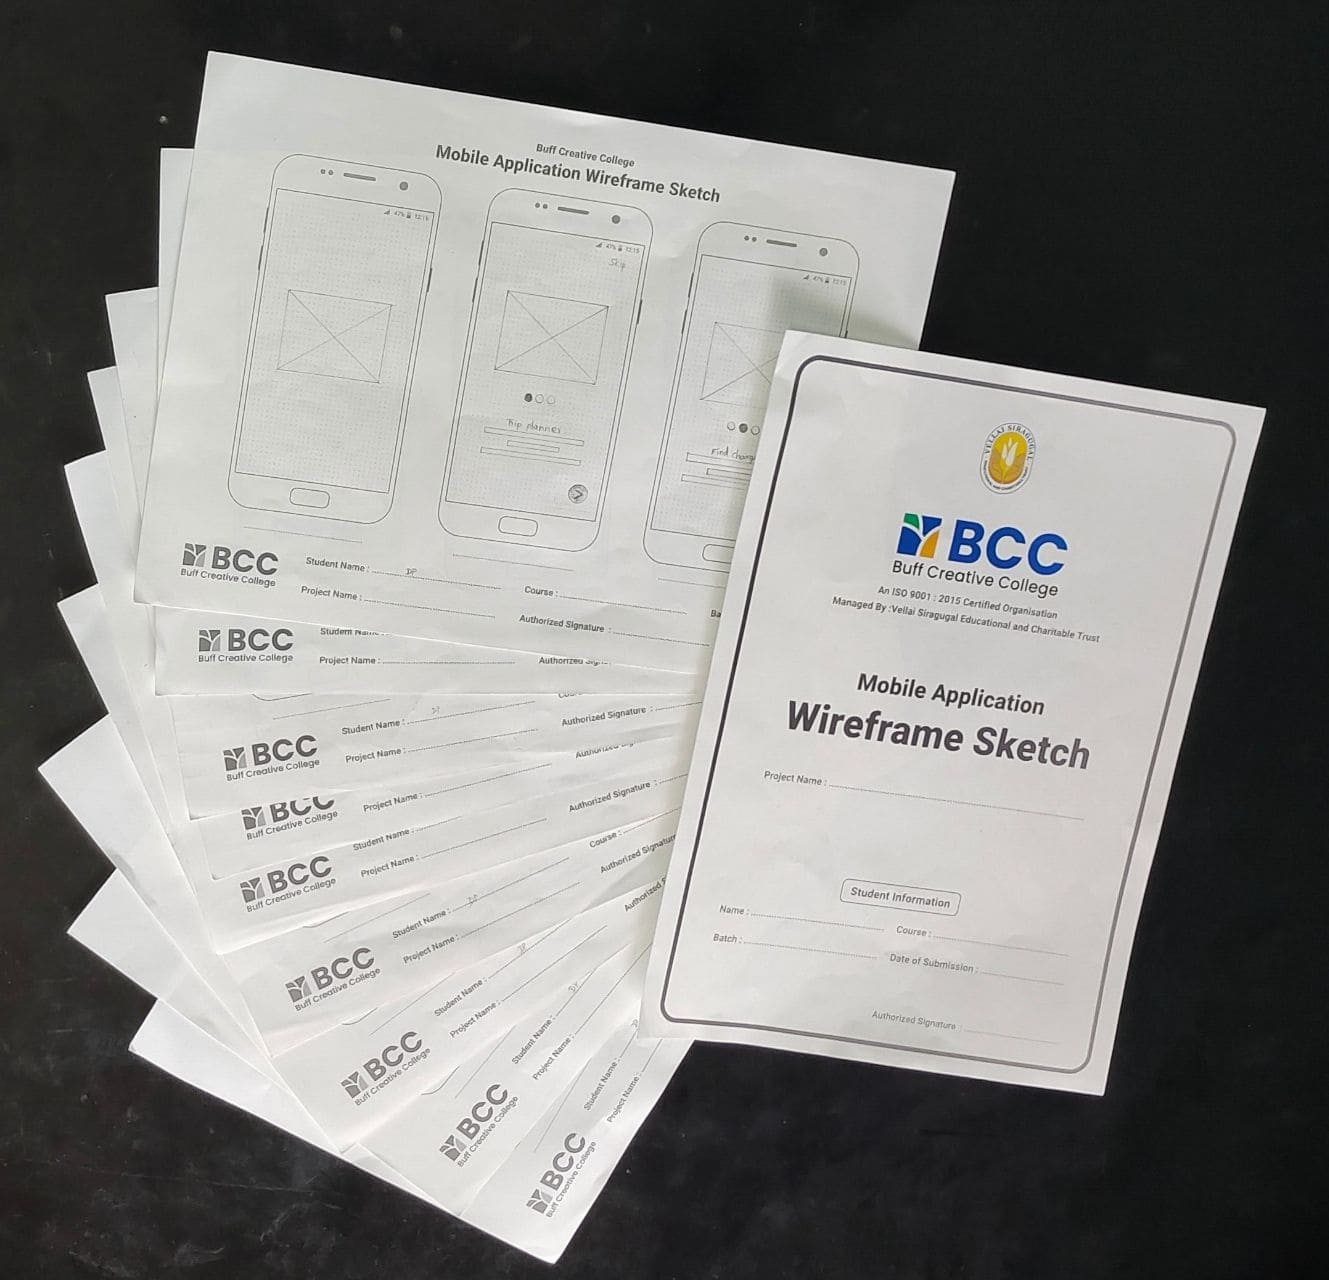 Buff Creative College
Mobile Application Wireframe Sketch
47% 12:15
47% 12:15
Skip
Trip planner
47% 12:15
Find
BCC
Buff Creative College
Student Name : DP
Course :
Project Name :
Authorized Signature :
BCC
Buff Creative College
Student Name
Project Name :
Authorized
BCC
Buff Creative College
Student Name : DP
Project Name :
Authorized Signature :
BCC
Buff Creative College
Project Name :
BCC
Buff Creative College
Student Name :
Project Name :
Authorized Signature :
BCC
Buff Creative College
Student Name : DP
Course :
Project Name :
Authorized Signature
BCC
Buff Creative College
Student Name : DP
Project Name :
Authorized
BCC
Buff Creative College
Student Name : DP
Project Name :
BCC
Buff Creative College
Student Name : DP
Project Name :
VELLAI SIRAGUGAL
BCC
Buff Creative College
An ISO 9001 : 2015 Certified Organisation
Managed By :Vellai Siragugal Educational and Charitable Trust
Mobile Application
Wireframe Sketch
Project Name :
Student Information
Name :
Course :
Batch :
Date of Submission :
Authorized Signature :